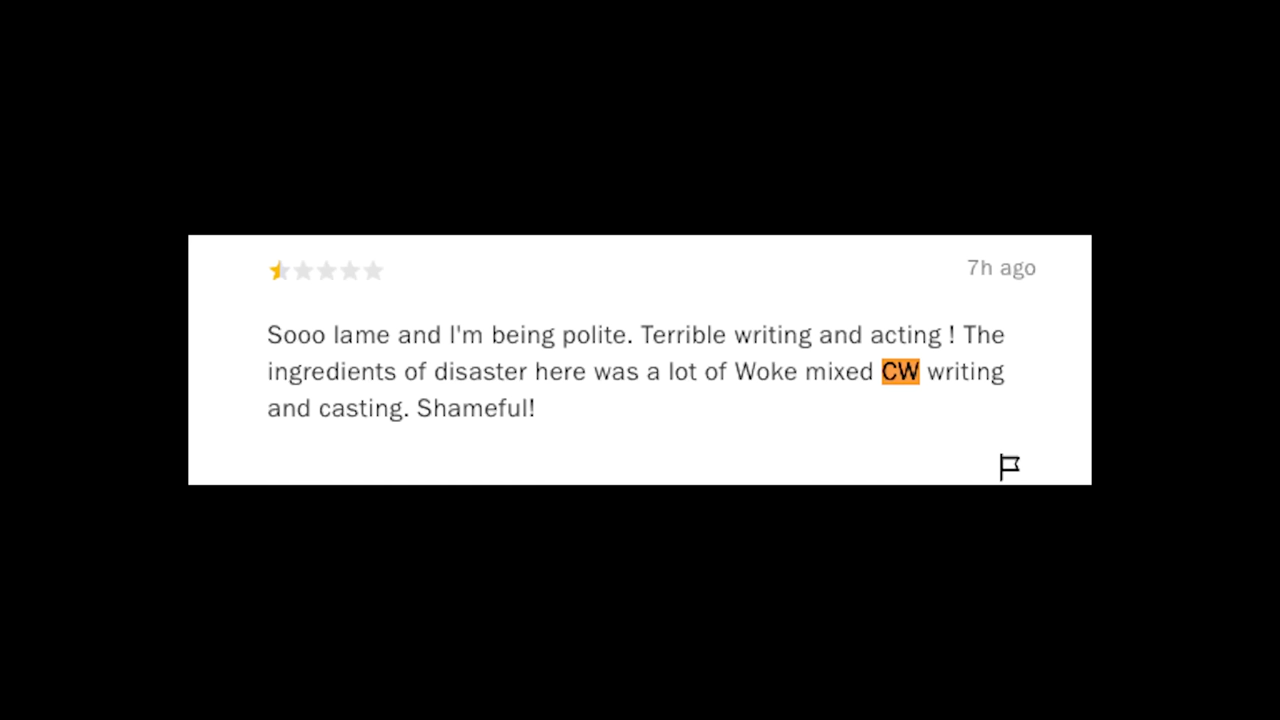 7h ago
Sooo lame and I'm being polite. Terrible writing and acting ! The
ingredients of disaster here was a lot of Woke mixed CW writing
and casting. Shameful!